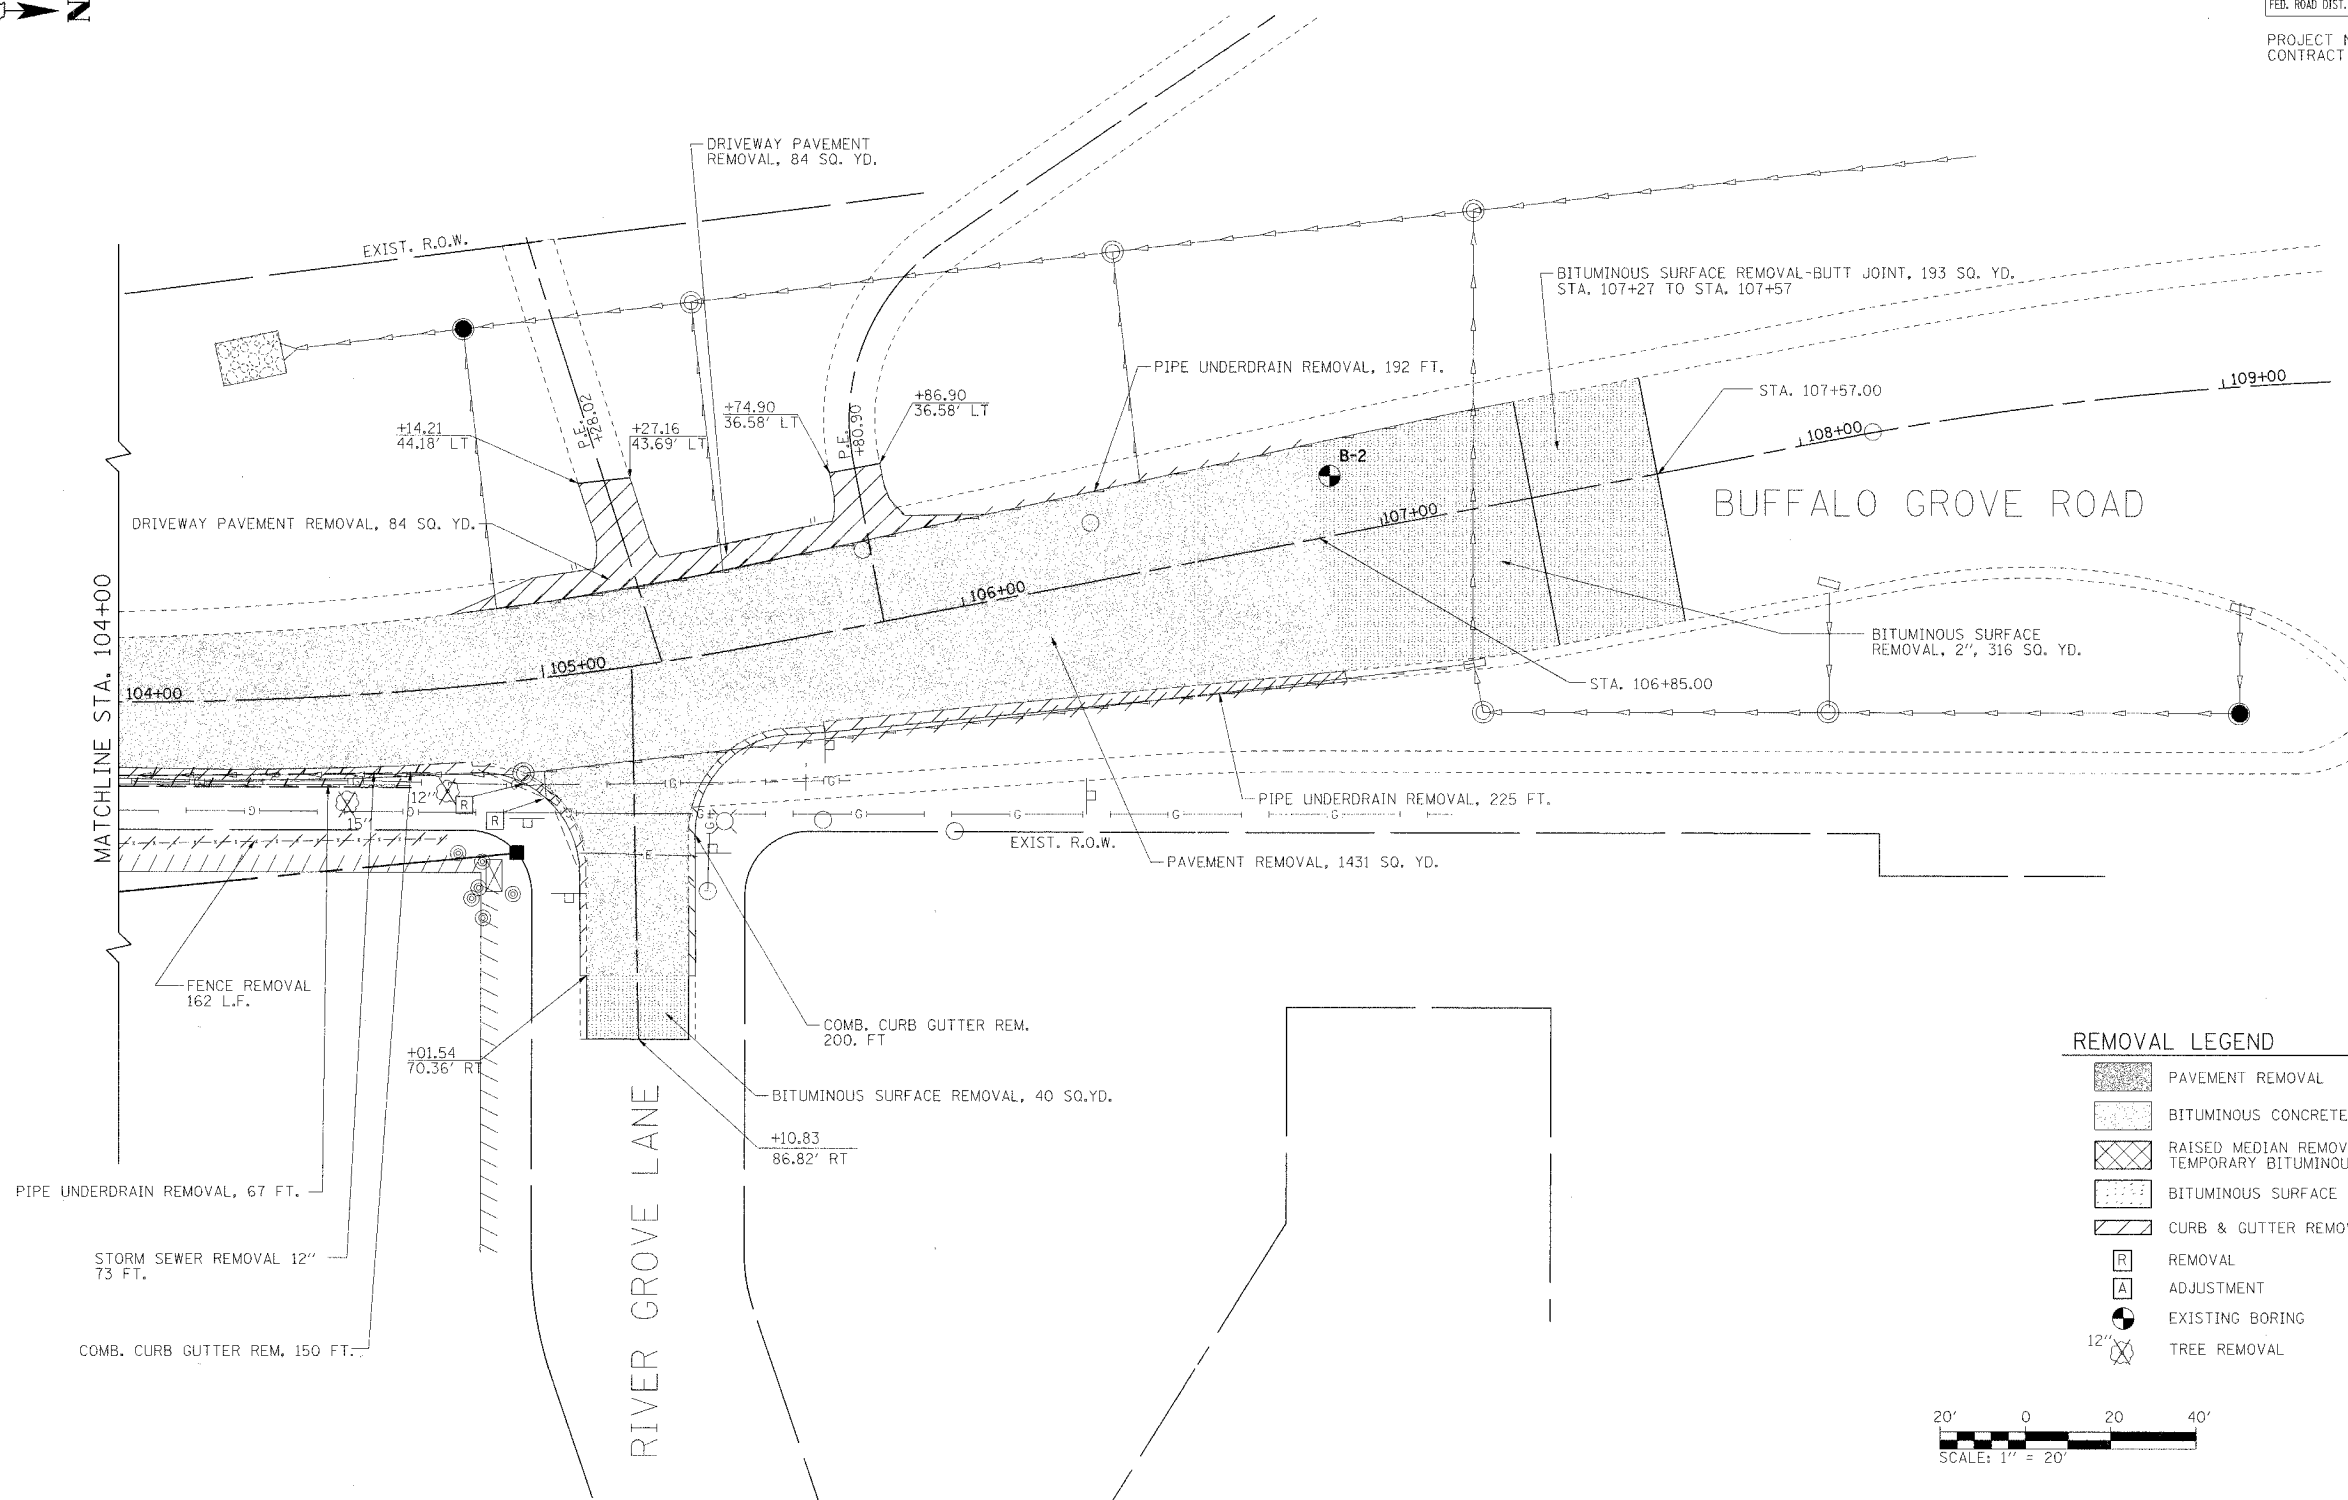 N
FED. ROAD DIST.
PROJECT
CONTRACT
DRIVEWAY PAVEMENT
REMOVAL, 84 SQ. YD.
EXIST. R.O.W.
BITUMINOUS SURFACE REMOVAL-BUTT JOINT, 193 SQ. YD.
STA. 107+27 TO STA. 107+57
PIPE UNDERDRAIN REMOVAL, 192 FT.
STA. 107+57.00
109+00
108+00
+86.90
36.58' LT
+74.90
36.58' LT
P.E.
+80.90
P.E.
+28.02
+14.21
44.18' LT
+27.16
43.69' LT
B-2
BUFFALO GROVE ROAD
107+00
DRIVEWAY PAVEMENT REMOVAL, 84 SQ. YD.
106+00
105+00
104+00
MATCHLINE STA. 104+00
BITUMINOUS SURFACE
REMOVAL, 2", 316 SQ. YD.
STA. 106+85.00
PIPE UNDERDRAIN REMOVAL, 225 FT.
12"
15"
R
R
G
G
G
G
G
G
G
G
G
G
E
EXIST. R.O.W.
PAVEMENT REMOVAL, 1431 SQ. YD.
FENCE REMOVAL
162 L.F.
COMB. CURB GUTTER REM.
200. FT
+01.54
70.36' RT
BITUMINOUS SURFACE REMOVAL, 40 SQ.YD.
+10.83
86.82' RT
PIPE UNDERDRAIN REMOVAL, 67 FT.
STORM SEWER REMOVAL 12"
73 FT.
COMB. CURB GUTTER REM. 150 FT.
RIVER GROVE LANE
REMOVAL LEGEND
PAVEMENT REMOVAL
BITUMINOUS CONCRETE
RAISED MEDIAN REMOV
TEMPORARY BITUMINOU
BITUMINOUS SURFACE
CURB & GUTTER REMO
R REMOVAL
A ADJUSTMENT
EXISTING BORING
12" TREE REMOVAL
20' 0 20 40'
SCALE: 1" = 20'